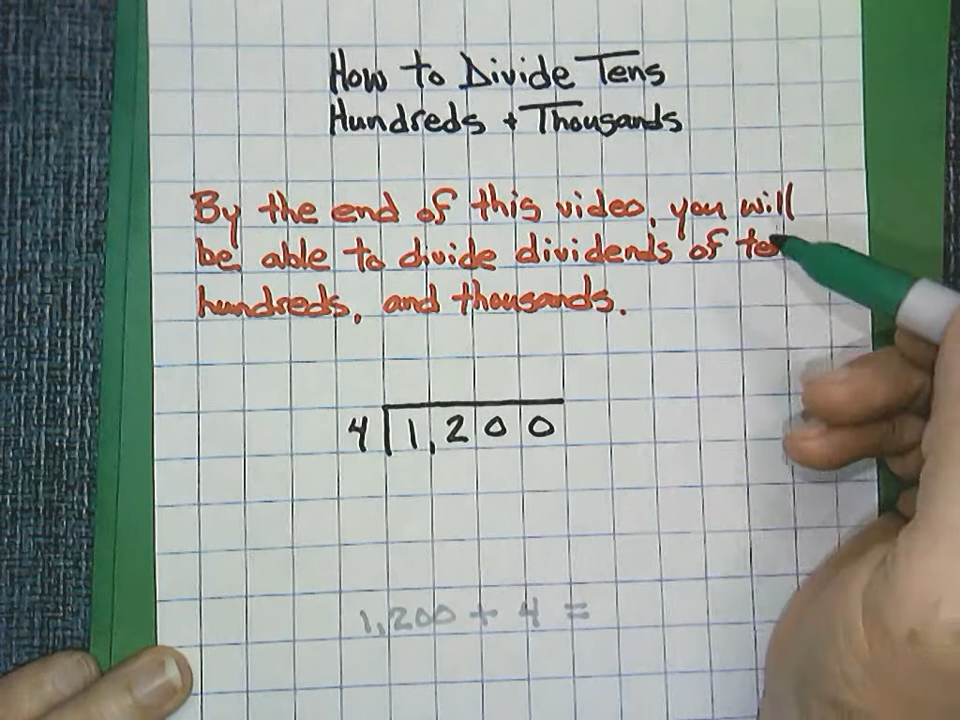 How to Divide Tens
Hundreds + Thousands
By the end of this video, you will
be able to divide dividends of
hundreds, and thousands.
4 1,200
1,200 ÷ 4 =